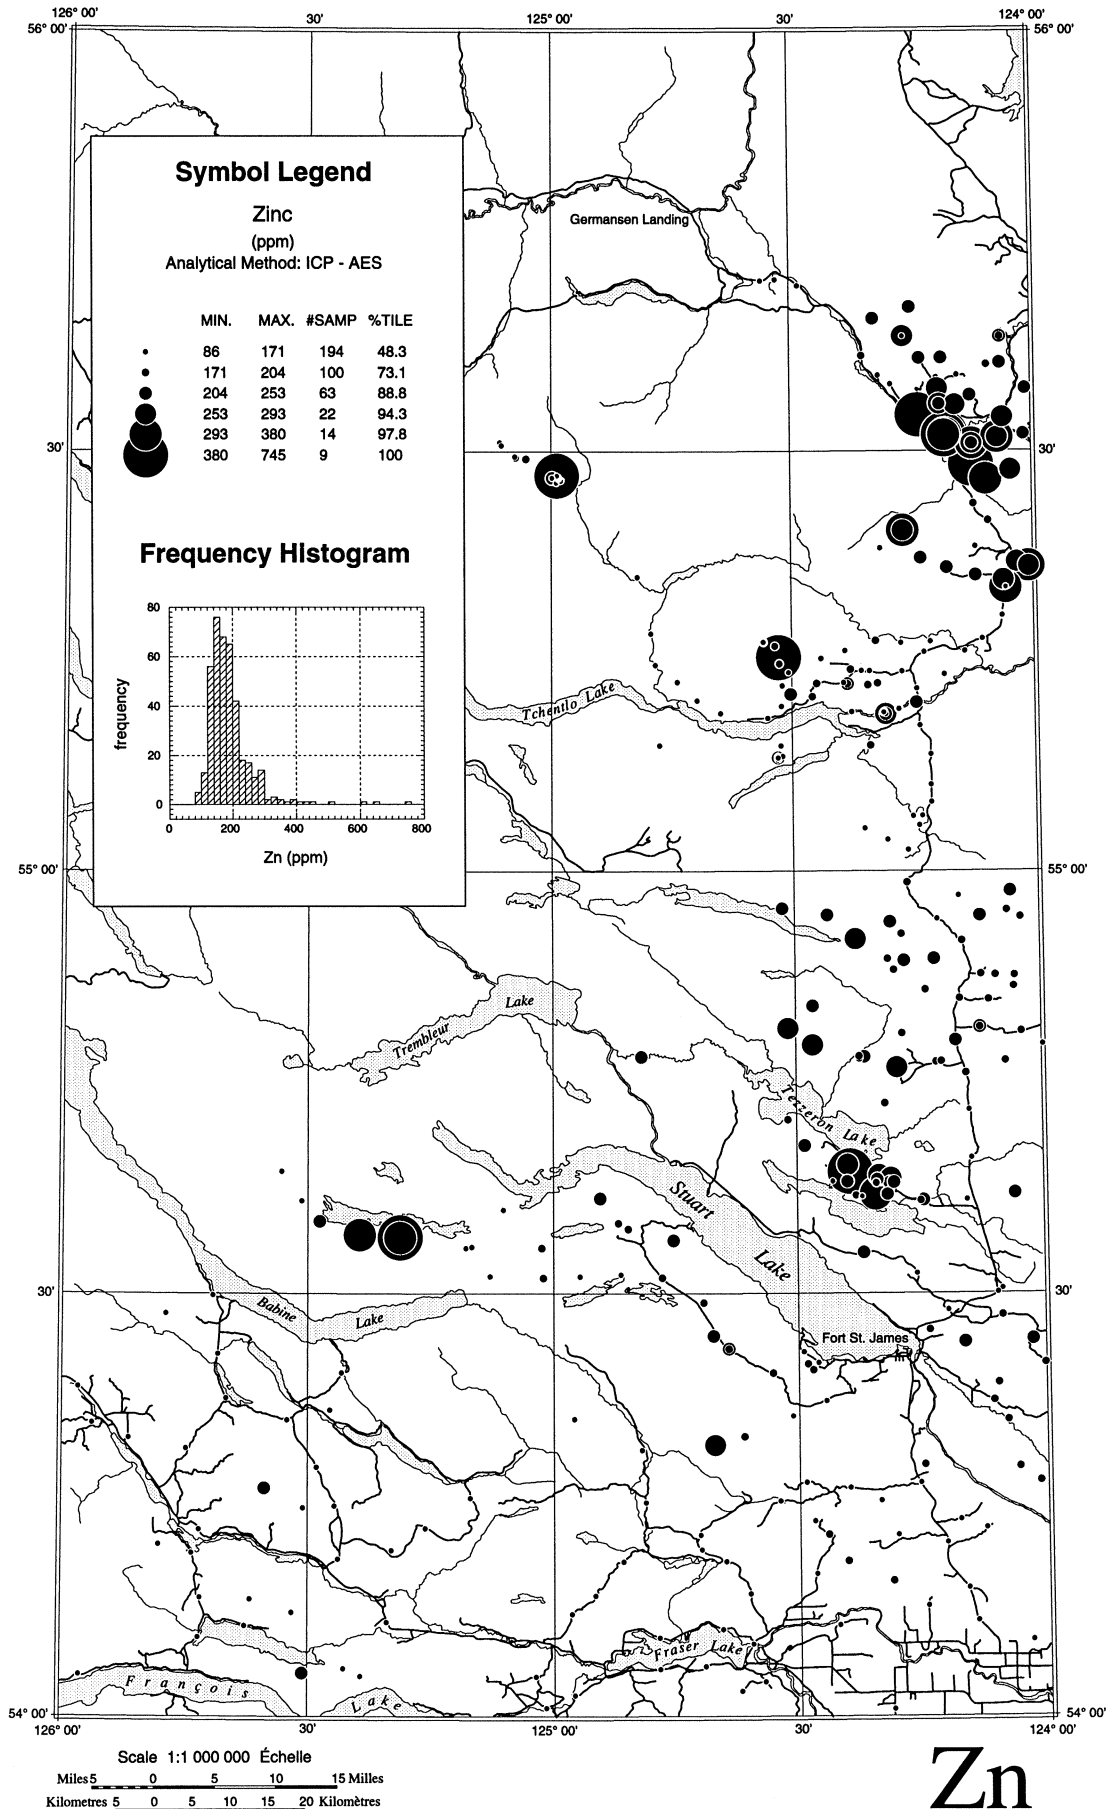 126° 00' 30' 125° 00' 30' 124° 00'
56° 00' 56° 00'
Symbol Legend
Zinc
(ppm)
Analytical Method: ICP - AES
MIN. MAX. #SAMP %TILE
86 171 194 48.3
171 204 100 73.1
204 253 63 88.8
253 293 22 94.3
293 380 14 97.8
380 745 9 100
Germansen Landing
30' 30'
Frequency Histogram
80
60
40
20
0
frequency
0 200 400 600 800
Zn (ppm)
Tchentlo Lake
55° 00' 55° 00'
Trembleur Lake
Tezzeron Lake
Stuart Lake
30' 30'
Babine Lake
Fort St. James
Fraser Lake
François Lake
54° 00' 54° 00'
126° 00' 30' 125° 00' 30' 124° 00'
Scale 1:1 000 000 Échelle
Miles 5 0 5 10 15 Milles
Kilometres 5 0 5 10 15 20 Kilomètres
Zn